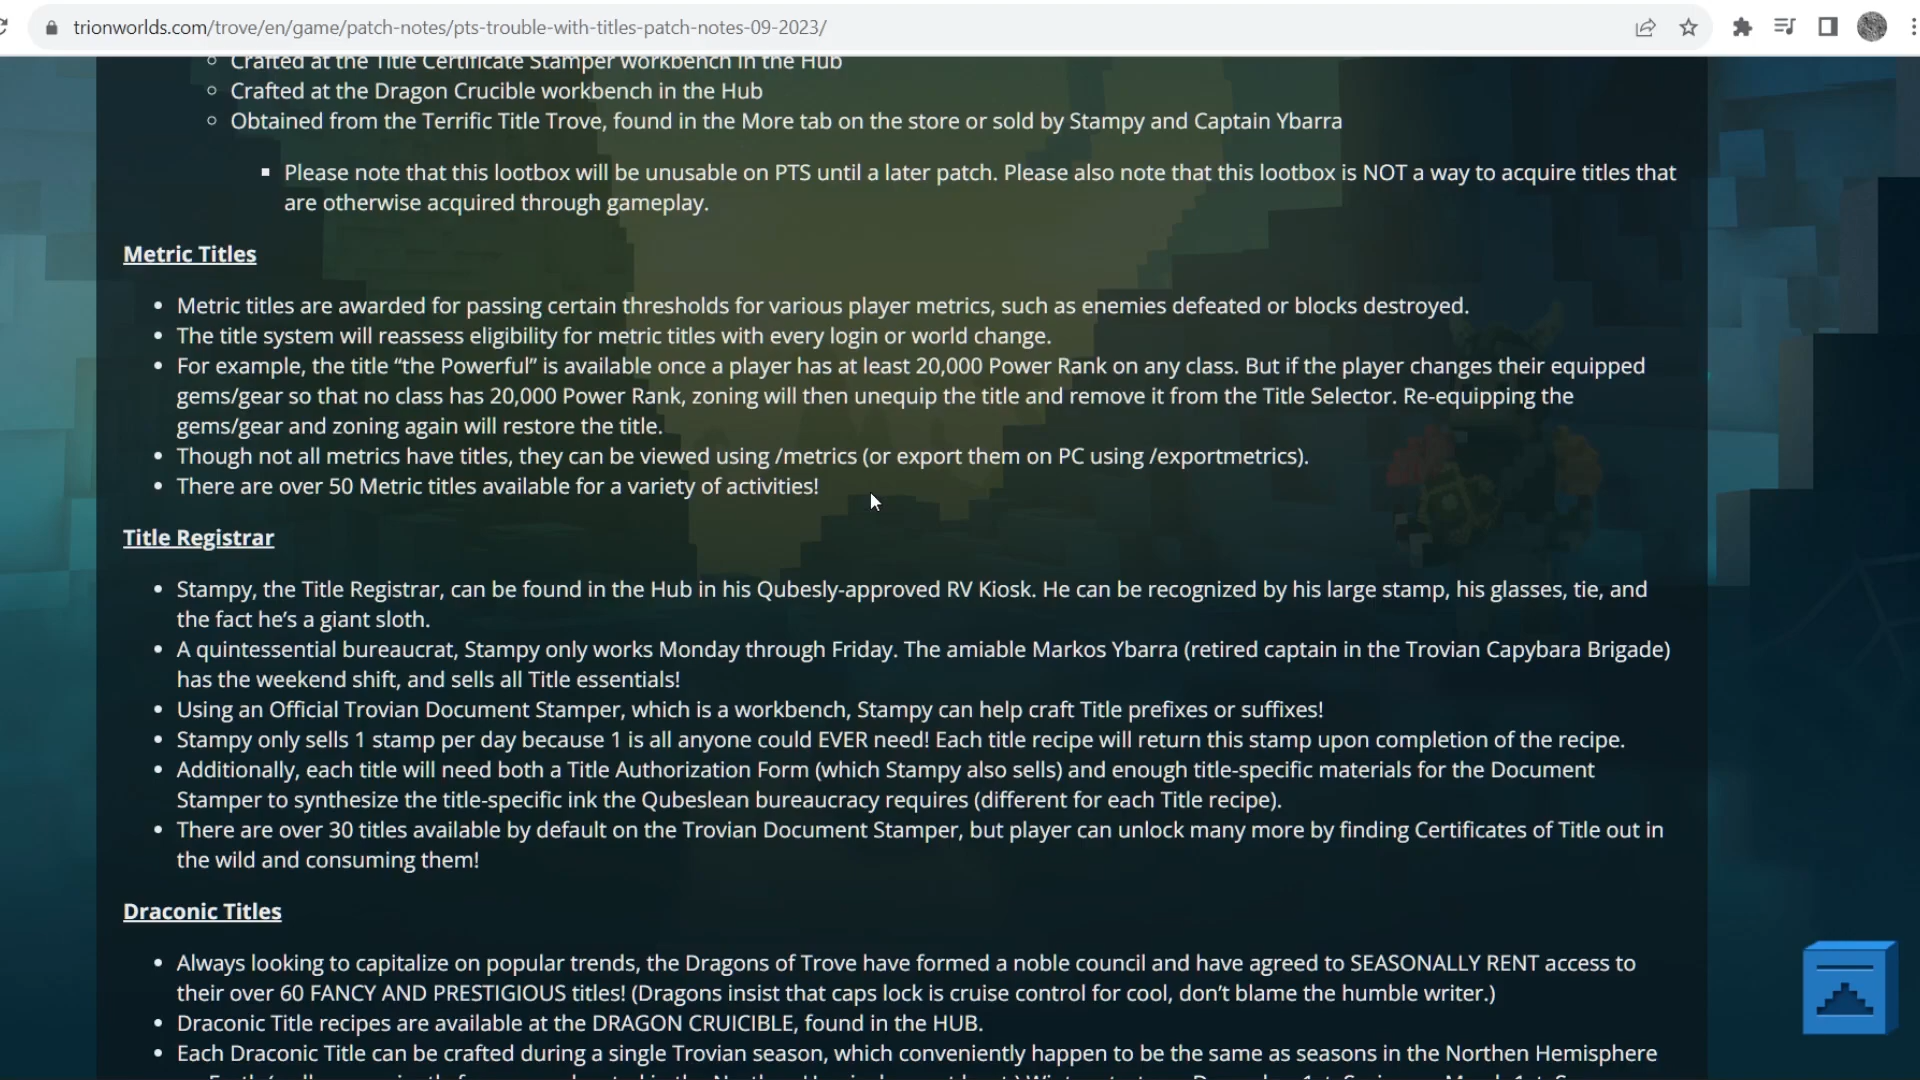 trionworlds.com/trove/en/game/patch-notes/pts-trouble-with-titles-patch-notes-09-2023/
Crafted at the Title Certificate Stamper workbench in the Hub
Crafted at the Dragon Crucible workbench in the Hub
Obtained from the Terrific Title Trove, found in the More tab on the store or sold by Stampy and Captain Ybarra
Please note that this lootbox will be unusable on PTS until a later patch. Please also note that this lootbox is NOT a way to acquire titles that
are otherwise acquired through gameplay.
Metric Titles
Metric titles are awarded for passing certain thresholds for various player metrics, such as enemies defeated or blocks destroyed.
The title system will reassess eligibility for metric titles with every login or world change.
For example, the title “the Powerful” is available once a player has at least 20,000 Power Rank on any class. But if the player changes their equipped
gems/gear so that no class has 20,000 Power Rank, zoning will then unequip the title and remove it from the Title Selector. Re-equipping the
gems/gear and zoning again will restore the title.
Though not all metrics have titles, they can be viewed using /metrics (or export them on PC using /exportmetrics).
There are over 50 Metric titles available for a variety of activities!
Title Registrar
Stampy, the Title Registrar, can be found in the Hub in his Qubesly-approved RV Kiosk. He can be recognized by his large stamp, his glasses, tie, and
the fact he’s a giant sloth.
A quintessential bureaucrat, Stampy only works Monday through Friday. The amiable Markos Ybarra (retired captain in the Trovian Capybara Brigade)
has the weekend shift, and sells all Title essentials!
Using an Official Trovian Document Stamper, which is a workbench, Stampy can help craft Title prefixes or suffixes!
Stampy only sells 1 stamp per day because 1 is all anyone could EVER need! Each title recipe will return this stamp upon completion of the recipe.
Additionally, each title will need both a Title Authorization Form (which Stampy also sells) and enough title-specific materials for the Document
Stamper to synthesize the title-specific ink the Qubeslean bureaucracy requires (different for each Title recipe).
There are over 30 titles available by default on the Trovian Document Stamper, but player can unlock many more by finding Certificates of Title out in
the wild and consuming them!
Draconic Titles
Always looking to capitalize on popular trends, the Dragons of Trove have formed a noble council and have agreed to SEASONALLY RENT access to
their over 60 FANCY AND PRESTIGIOUS titles! (Dragons insist that caps lock is cruise control for cool, don’t blame the humble writer.)
Draconic Title recipes are available at the DRAGON CRUICIBLE, found in the HUB.
Each Draconic Title can be crafted during a single Trovian season, which conveniently happen to be the same as seasons in the Northen Hemisphere